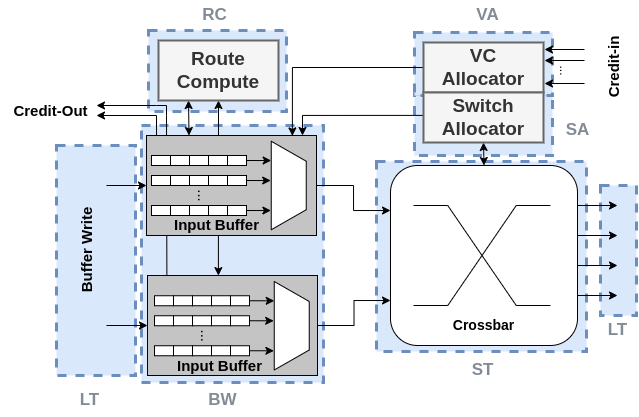 RC
VA
Route
Compute
VC
Allocator
Credit-in
Credit-Out
Switch
Allocator
SA
Buffer Write
Input Buffer
Input Buffer
Crossbar
LT
ST
LT
BW